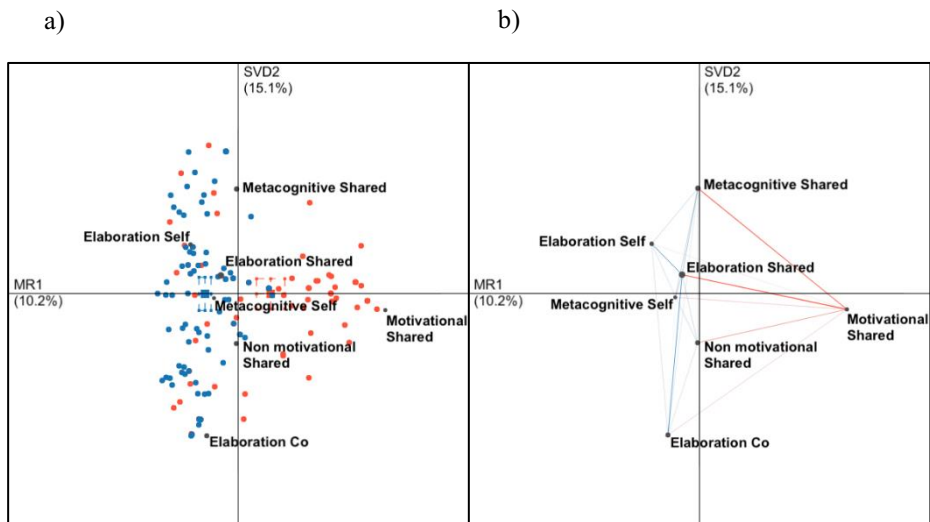 a)
b)
SVD2
(15.1%)
Metacognitive Shared
Elaboration Self
Elaboration Shared
MR1
(10.2%)
Metacognitive Self
Motivational
Shared
Non motivational
Shared
Elaboration Co
SVD2
(15.1%)
Metacognitive Shared
Elaboration Self
Elaboration Shared
MR1
(10.2%)
Metacognitive Self
Motivational
Shared
Non motivational
Shared
Elaboration Co